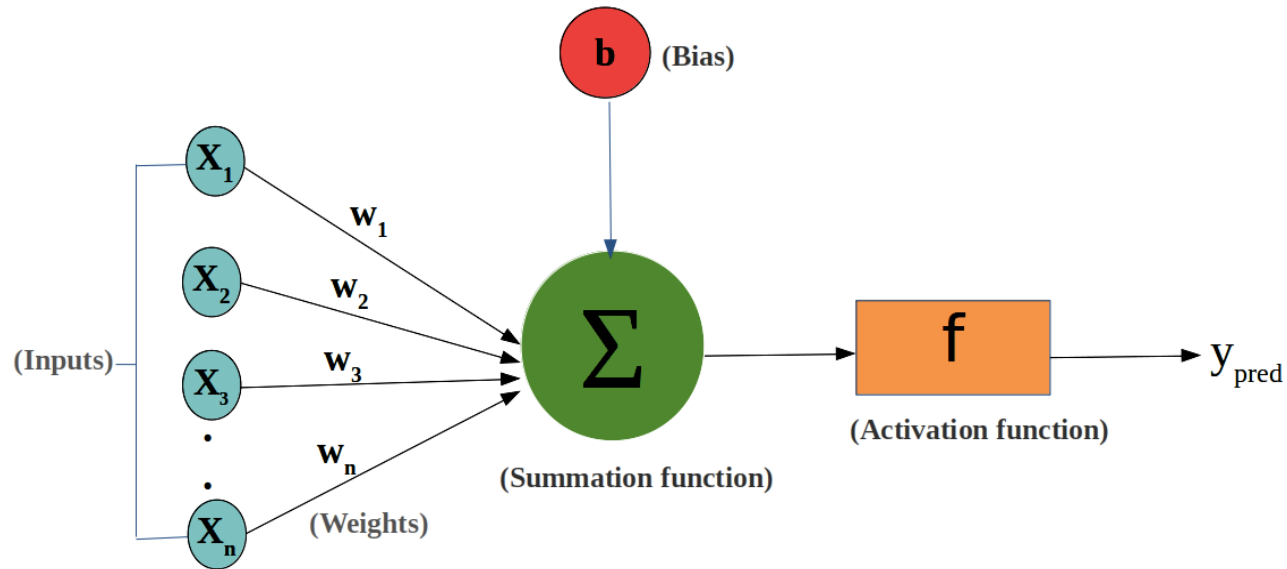 b
(Bias)
X1
w1
X2
w2
(Inputs)
w3
X3
Σ
f
ypred
(Activation function)
wn
(Summation function)
Xn
(Weights)